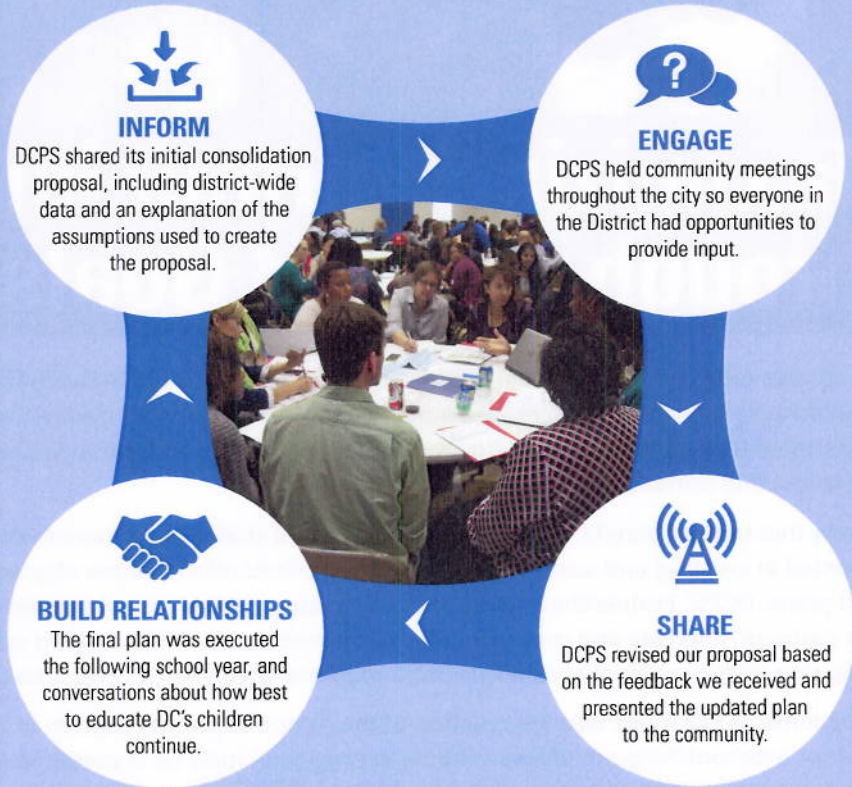 INFORM
DCPS shared its initial consolidation
proposal, including district-wide
data and an explanation of the
assumptions used to create
the proposal.
?
ENGAGE
DCPS held community meetings
throughout the city so everyone in
the District had opportunities to
provide input.
SHARE
DCPS revised our proposal based
on the feedback we received and
presented the updated plan
to the community.
BUILD RELATIONSHIPS
The final plan was executed
the following school year, and
conversations about how best
to educate DC's children
continue.